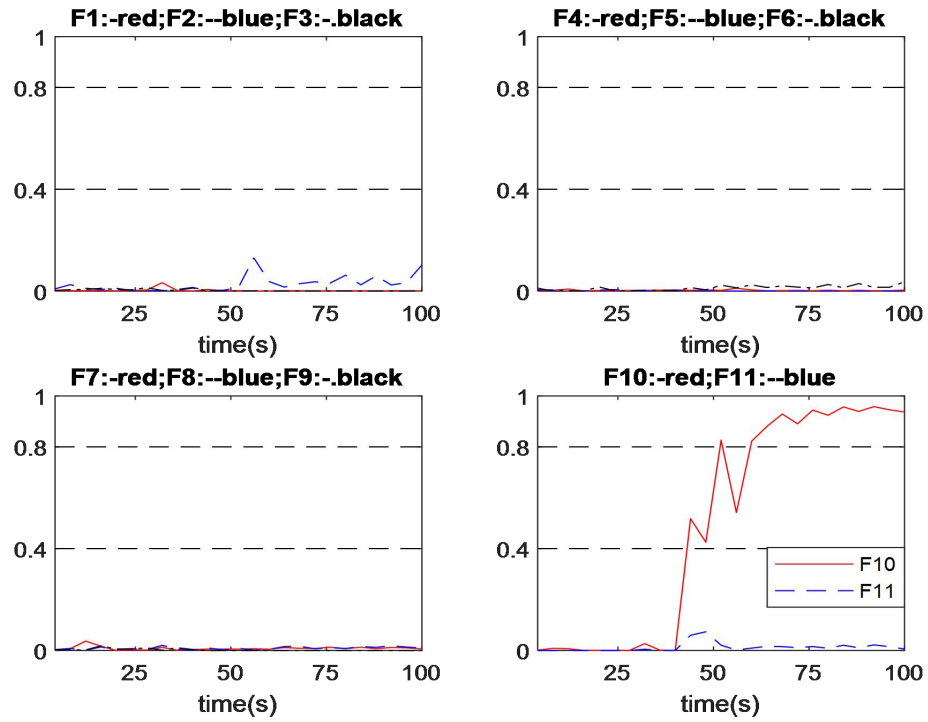 F1:-red;F2:--blue;F3:-.black
1
0.8
0.4
0
25 50 75 100
time(s)
F4:-red;F5:--blue;F6:-.black
1
0.8
0.4
0
25 50 75 100
time(s)
F7:-red;F8:--blue;F9:-.black
1
0.8
0.4
0
25 50 75 100
time(s)
F10:-red;F11:--blue
1
0.8
0.4
0
F10
F11
25 50 75 100
time(s)